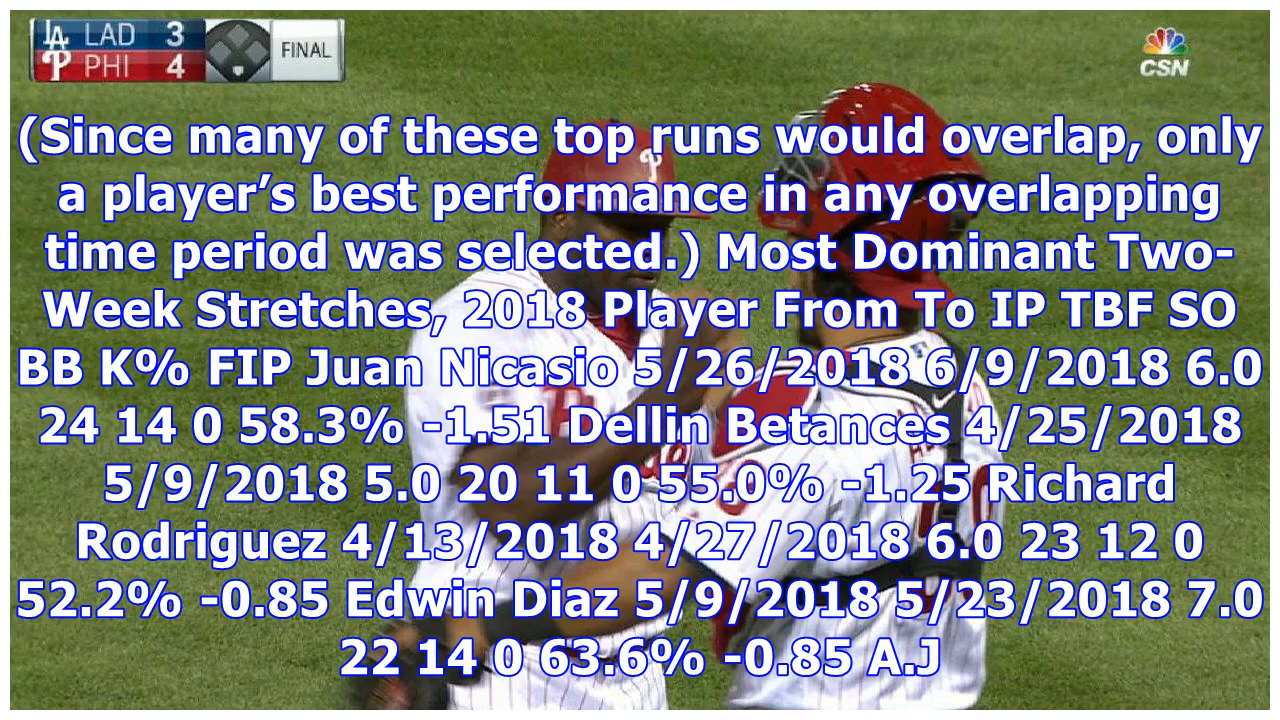 LAD 3
PHI 4
FINAL
CSN
(Since many of these top runs would overlap, only
a player’s best performance in any overlapping
time period was selected.) Most Dominant Two-
Week Stretches, 2018 Player From To IP TBF SO
BB K% FIP Juan Nicasio 5/26/2018 6/9/2018 6.0
24 14 0 58.3% -1.51 Dellin Betances 4/25/2018
5/9/2018 5.0 20 11 0 55.0% -1.25 Richard
Rodriguez 4/13/2018 4/27/2018 6.0 23 12 0
52.2% -0.85 Edwin Diaz 5/9/2018 5/23/2018 7.0
22 14 0 63.6% -0.85 A.J